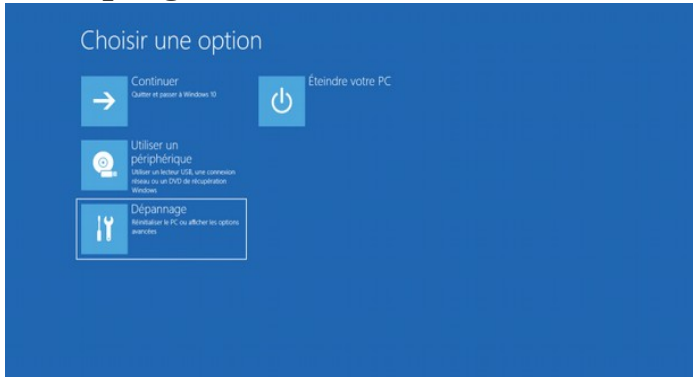 Choisir une option
Continuer
Quitter et passer à Windows 10
Éteindre votre PC
Utiliser un
périphérique
Utiliser un lecteur USB, une connexion
réseau ou un DVD de récupération
Windows
Dépannage
Réinitialiser le PC ou afficher les options
avancées